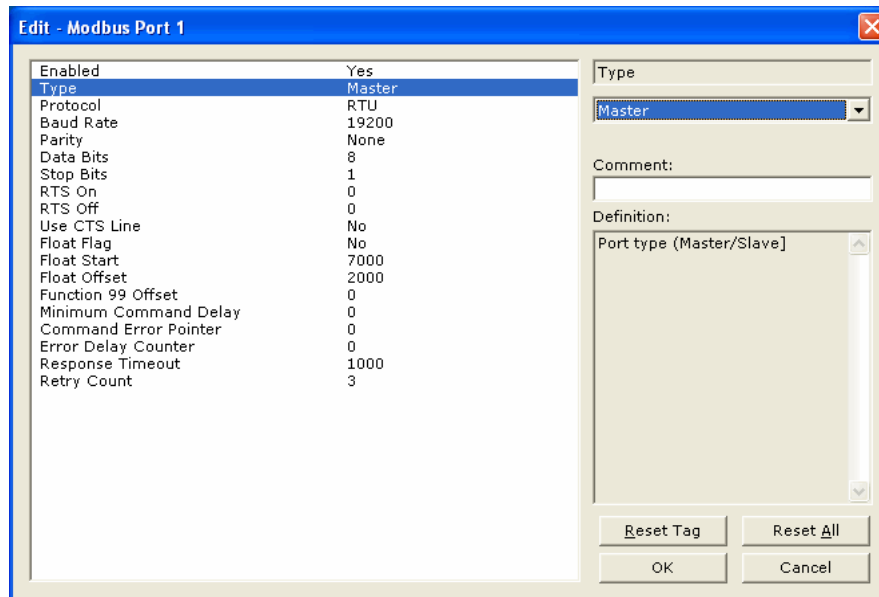 Edit - Modbus Port 1
Enabled Yes
Type Master
Protocol RTU
Baud Rate 19200
Parity None
Data Bits 8
Stop Bits 1
RTS On 0
RTS Off 0
Use CTS Line No
Float Flag No
Float Start 7000
Float Offset 2000
Function 99 Offset 0
Minimum Command Delay 0
Command Error Pointer 0
Error Delay Counter 0
Response Timeout 1000
Retry Count 3
Type
Master
Comment:
Definition:
Port type (Master/Slave]
Reset Tag Reset All
OK Cancel